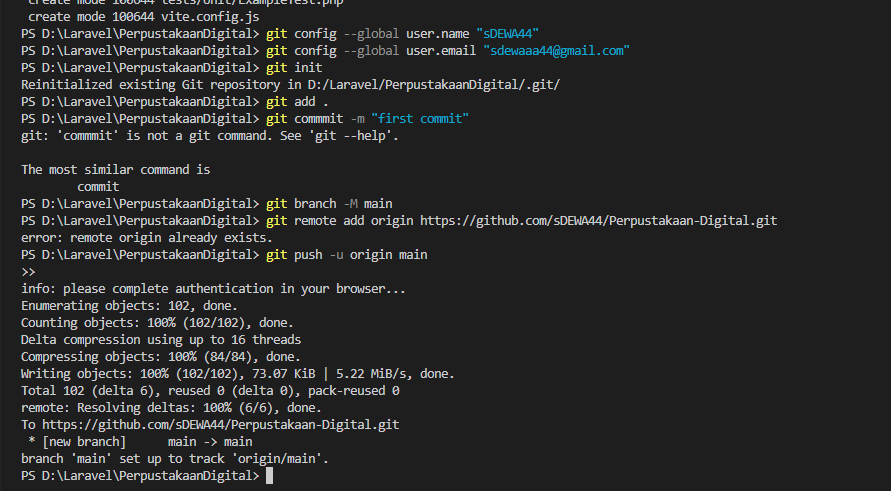 create mode 100644 tests/Unit/ExampleTest.php
create mode 100644 vite.config.js
PS D:\Laravel\PerpustakaanDigital> git config --global user.name "sDEWA44"
PS D:\Laravel\PerpustakaanDigital> git config --global user.email "sdewaaa44@gmail.com"
PS D:\Laravel\PerpustakaanDigital> git init
Reinitialized existing Git repository in D:/Laravel/PerpustakaanDigital/.git/
PS D:\Laravel\PerpustakaanDigital> git add .
PS D:\Laravel\PerpustakaanDigital> git commmit -m "first commit"
git: 'commmit' is not a git command. See 'git --help'.
The most similar command is
commit
PS D:\Laravel\PerpustakaanDigital> git branch -M main
PS D:\Laravel\PerpustakaanDigital> git remote add origin https://github.com/sDEWA44/Perpustakaan-Digital.git
error: remote origin already exists.
PS D:\Laravel\PerpustakaanDigital> git push -u origin main
>>
info: please complete authentication in your browser...
Enumerating objects: 102, done.
Counting objects: 100% (102/102), done.
Delta compression using up to 16 threads
Compressing objects: 100% (84/84), done.
Writing objects: 100% (102/102), 73.07 KiB | 5.22 MiB/s, done.
Total 102 (delta 6), reused 0 (delta 0), pack-reused 0
remote: Resolving deltas: 100% (6/6), done.
To https://github.com/sDEWA44/Perpustakaan-Digital.git
* [new branch]      main -> main
branch 'main' set up to track 'origin/main'.
PS D:\Laravel\PerpustakaanDigital>